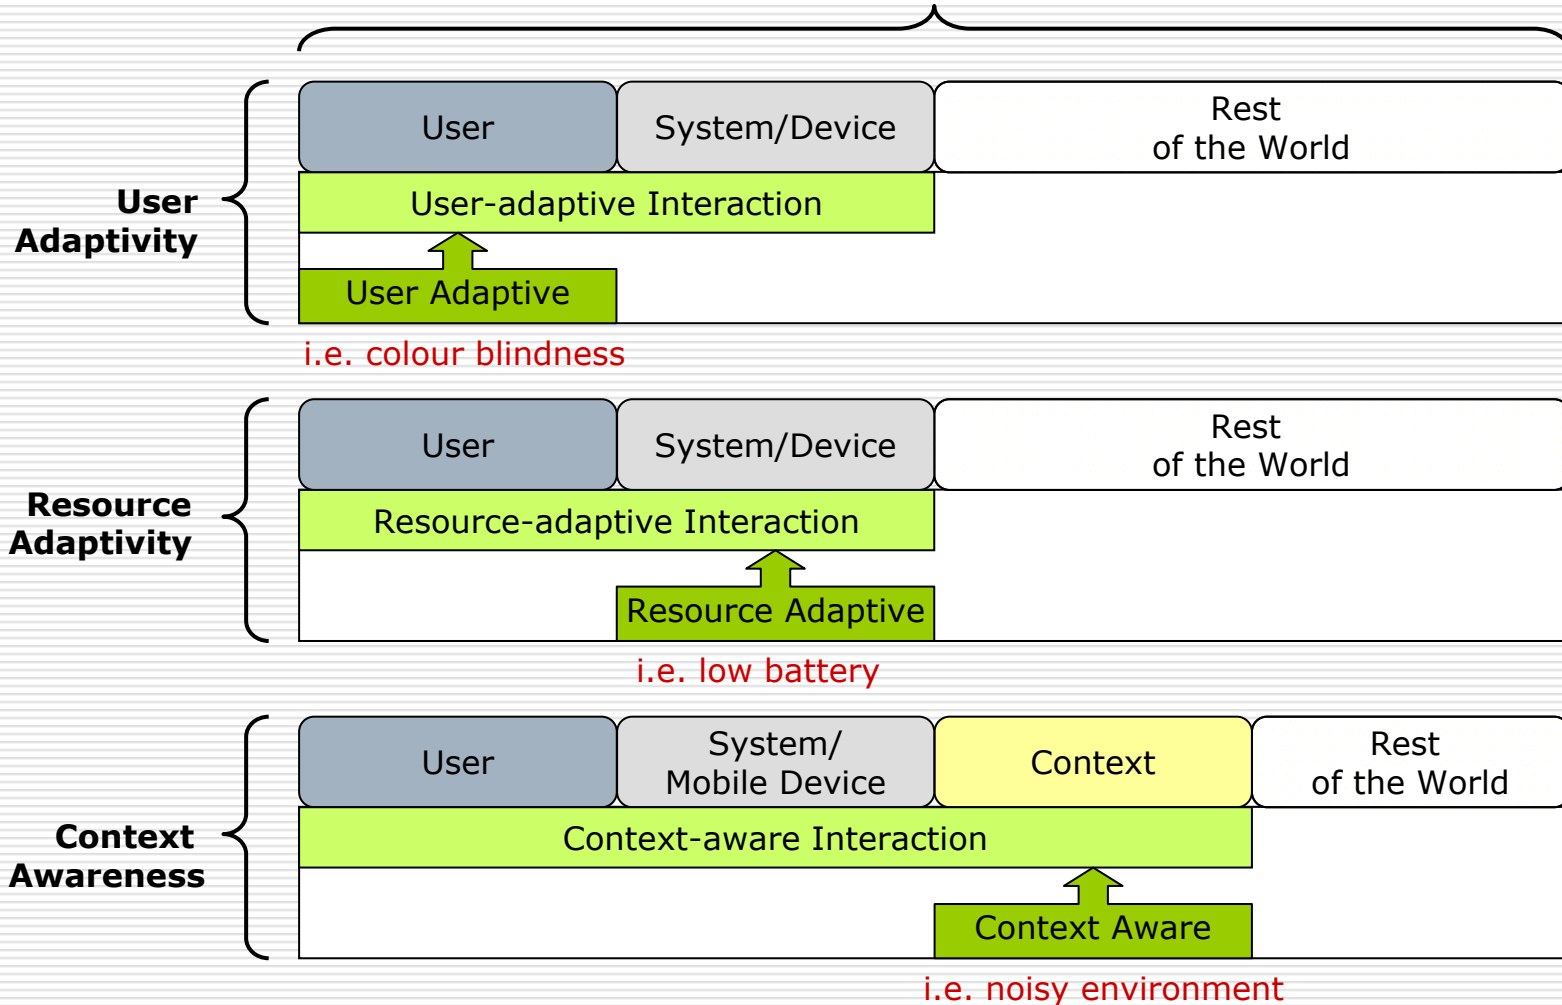 User
System/Device
Rest
of the World
User
Adaptivity
User-adaptive Interaction
User Adaptive
i.e. colour blindness
User
System/Device
Rest
of the World
Resource
Adaptivity
Resource-adaptive Interaction
Resource Adaptive
i.e. low battery
User
System/
Mobile Device
Context
Rest
of the World
Context
Awareness
Context-aware Interaction
Context Aware
i.e. noisy environment